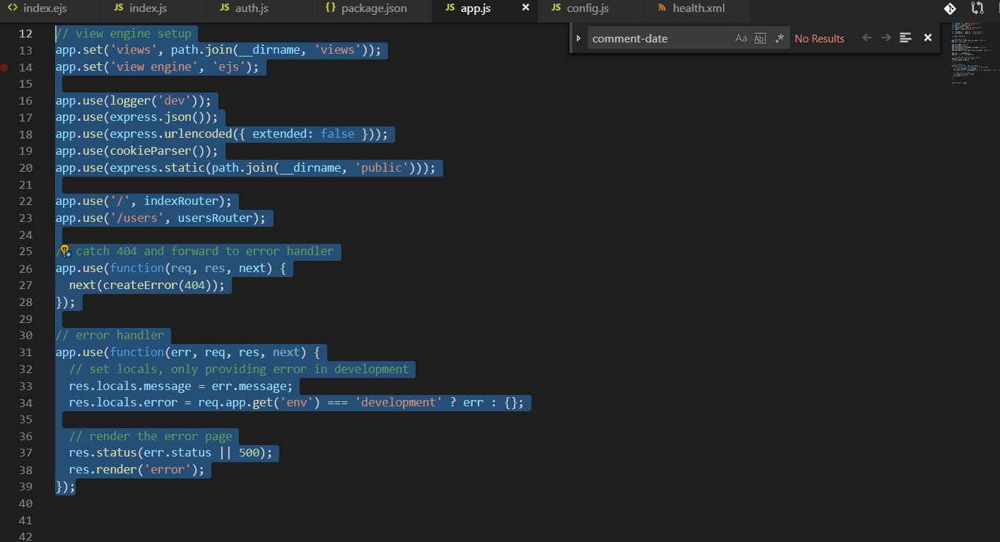 index.ejs
JS index.js
JS auth.js
{} package.json
JS app.js
JS config.js
health.xml
comment-date
Aa
Abl
.*
No Results
12 // view engine setup
13 app.set('views', path.join(__dirname, 'views'));
14 app.set('view engine', 'ejs');
15
16 app.use(logger('dev'));
17 app.use(express.json());
18 app.use(express.urlencoded({ extended: false }));
19 app.use(cookieParser());
20 app.use(express.static(path.join(__dirname, 'public')));
21
22 app.use('/', indexRouter);
23 app.use('/users', usersRouter);
24
25 / catch 404 and forward to error handler
26 app.use(function(req, res, next) {
27   next(createError(404));
28 });
29
30 // error handler
31 app.use(function(err, req, res, next) {
32   // set locals, only providing error in development
33   res.locals.message = err.message;
34   res.locals.error = req.app.get('env') === 'development' ? err : {};
35
36   // render the error page
37   res.status(err.status || 500);
38   res.render('error');
39 });
40
41
42